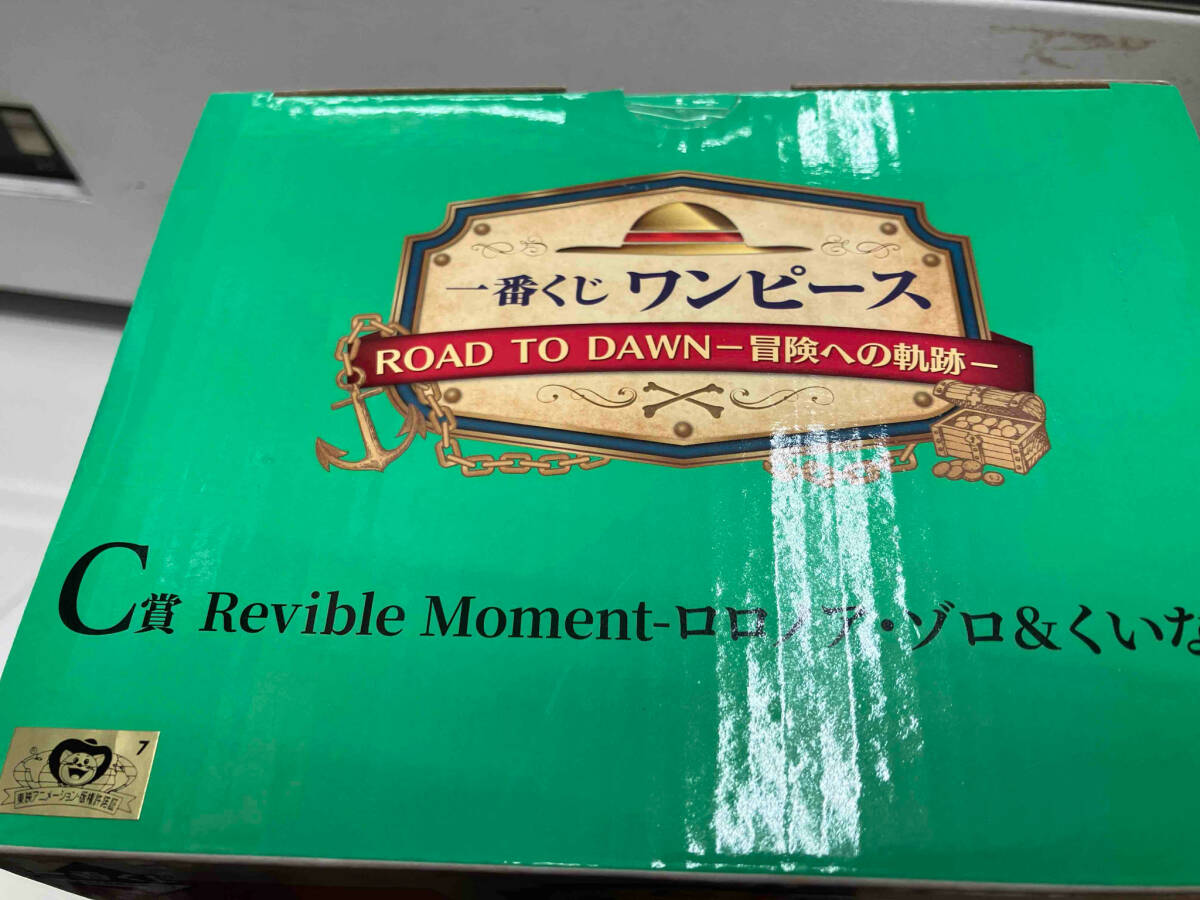 一番くじ ワンピース
ROAD TO DAWN－冒険への軌跡－
C賞 Revible Moment-ロロノア・ゾロ&くいな
7
東映アニメーション・版権許諾証